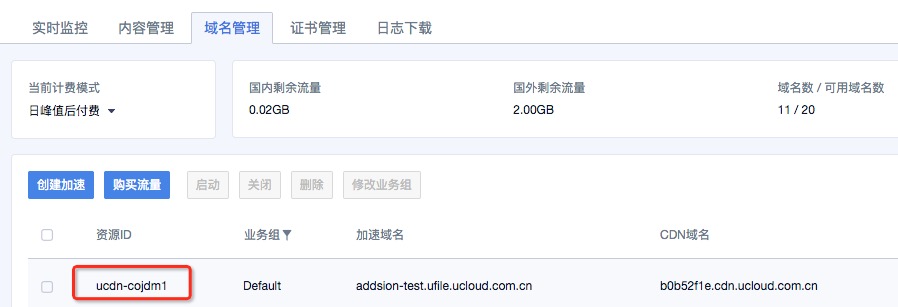 实时监控 内容管理 域名管理 证书管理 日志下载
当前计费模式 国内剩余流量 国外剩余流量 域名数 / 可用域名数
日峰值后付费 0.02GB 2.00GB 11 / 20
创建加速 购买流量 启动 关闭 删除 修改业务组
资源ID 业务组 加速域名 CDN域名
ucdn-cojdm1 Default addsion-test.ufile.ucloud.com.cn b0b52f1e.cdn.ucloud.com.cn